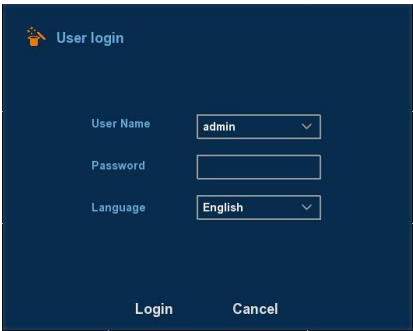 User login
User Name admin
Password
Language English
Login Cancel